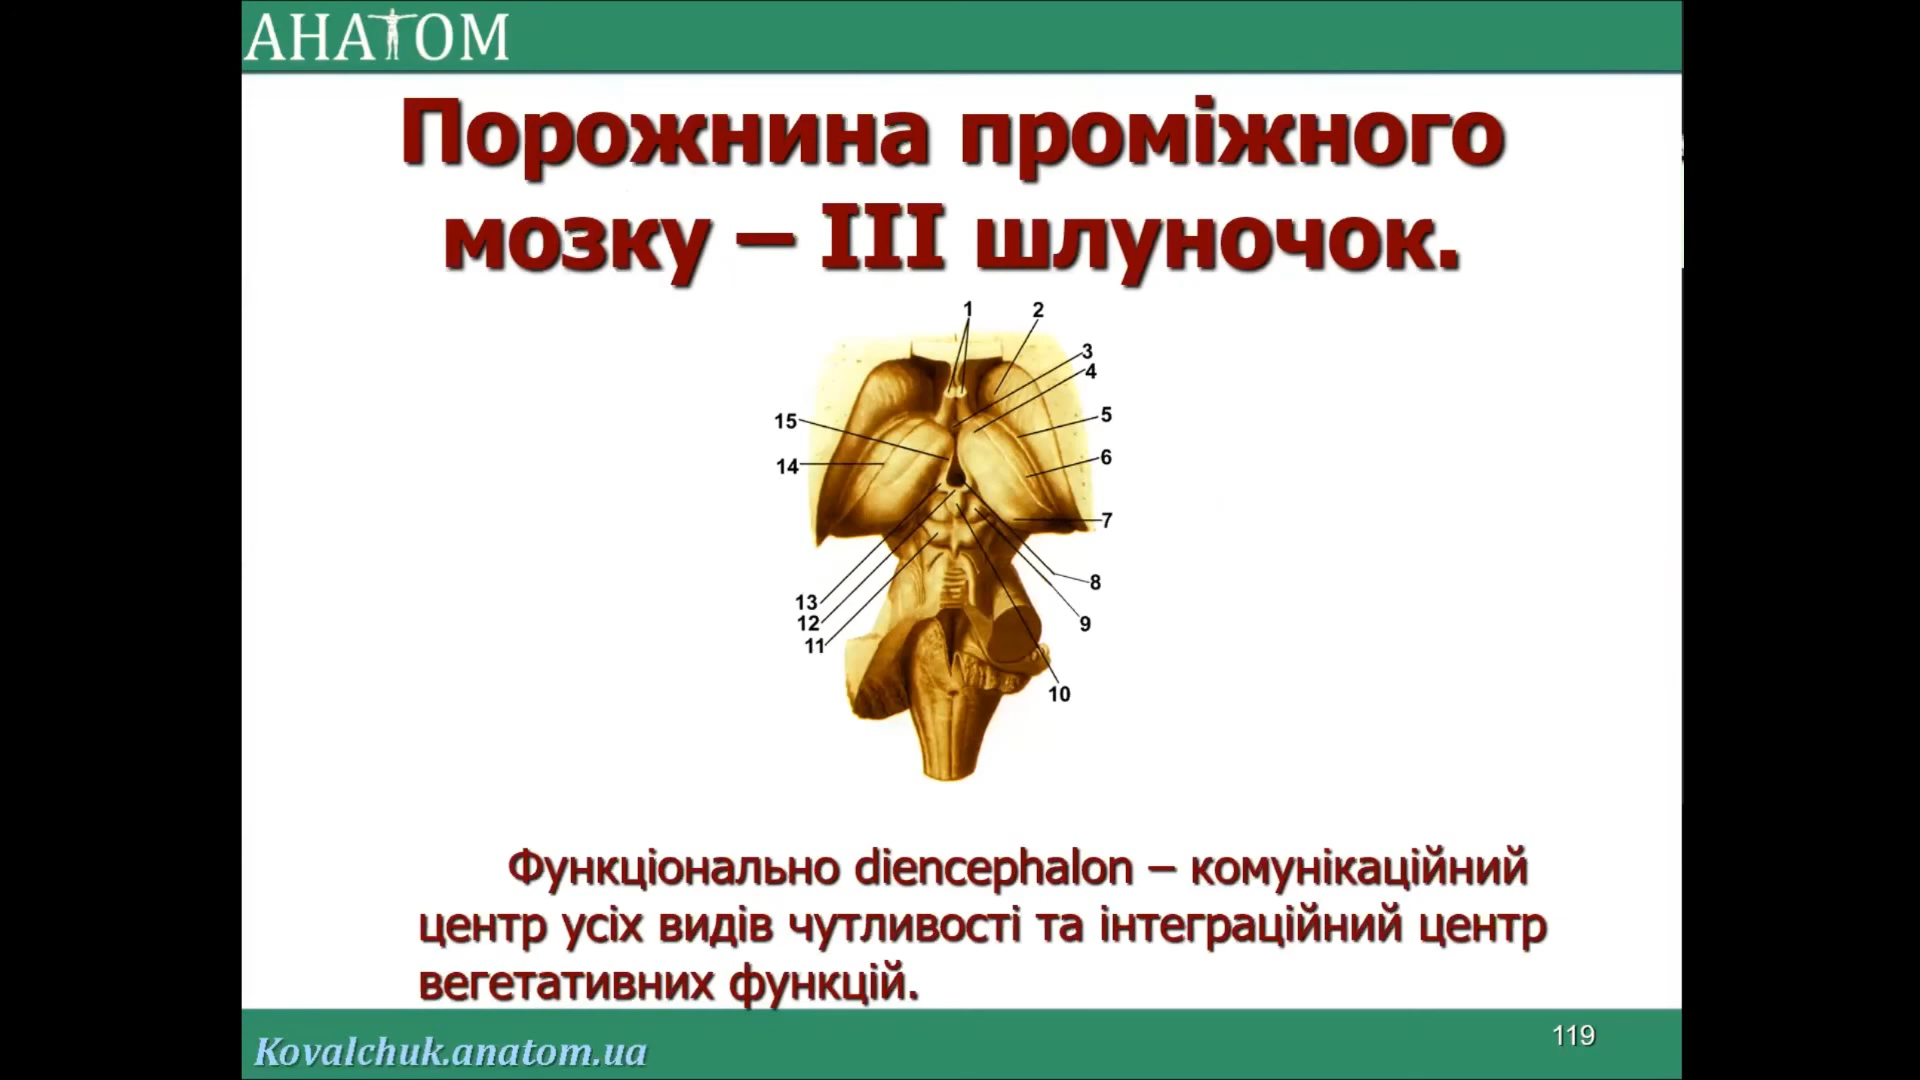 АНАТОМ
Порожнина проміжного
мозку – III шлуночок.
1
2
3
4
15
5
14
6
7
8
13
12
9
11
10
Функціонально diencephalon – комунікаційний
центр усіх видів чутливості та інтеграційний центр
вегетативних функцій.
119
Kovalchuk.anatom.ua